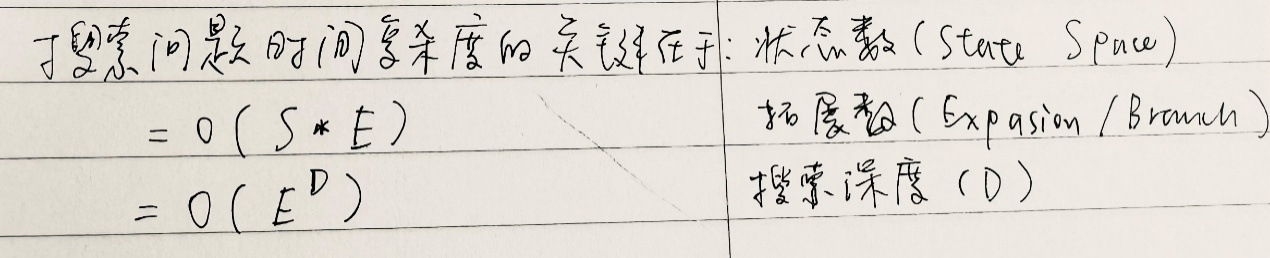 搜索问题时间复杂度的关键在于: 状态数(State Space)
= O(S * E)
拓展数(Expasion/Branch)
= O(E^D)
搜索深度(D)